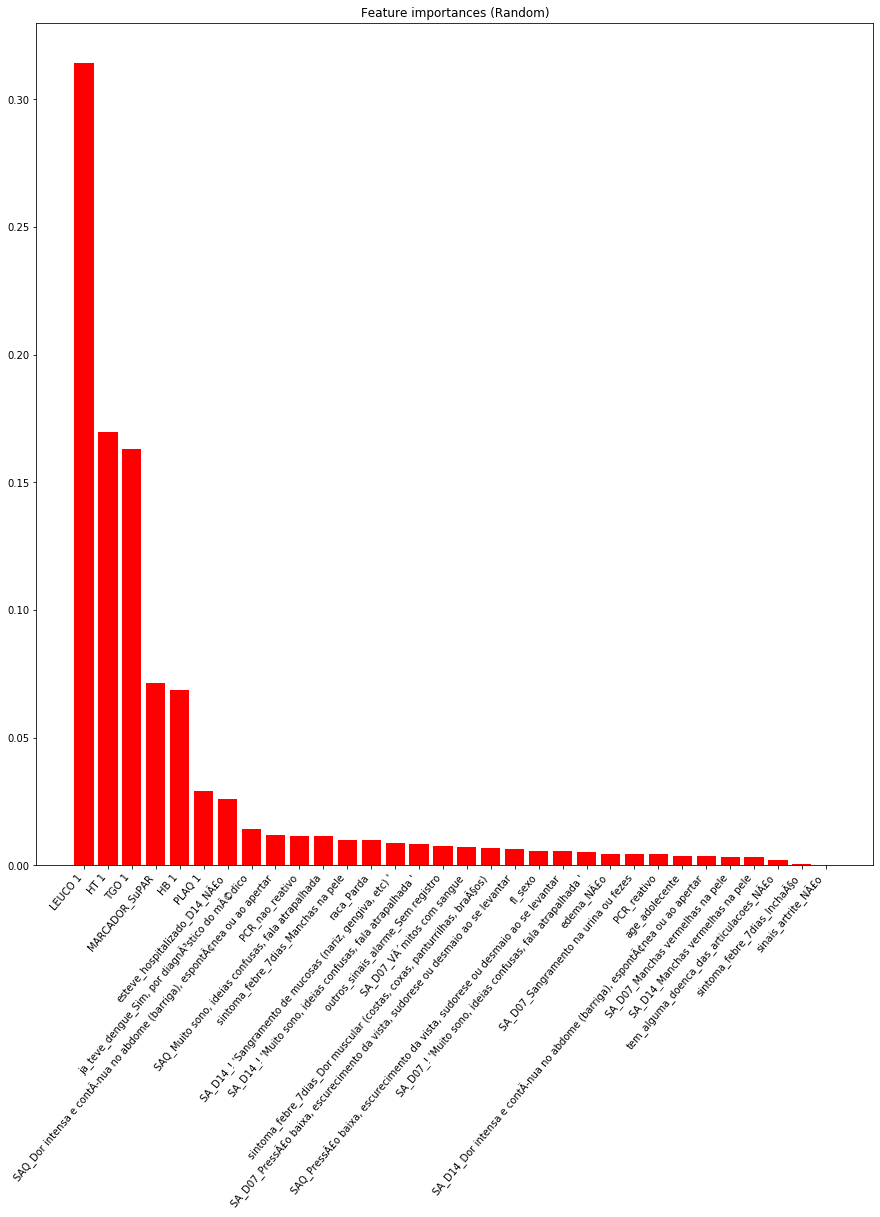 Feature importances (Random)
0.30
0.25
0.20
0.15
0.10
0.05
0.00
LEUCO 1
HT 1
TGO 1
MARCADOR_SuPAR
HB 1
PLAQ 1
esteve_hospitalizado_D14_NÃ£o
ja_teve_dengue_Sim, por diagnÃ³stico do mÃ©dico
SAQ_Dor intensa e contÃ­nua no abdome (barriga), espontÃ¢nea ou ao apertar
PCR_nao_reativo
SAQ_Muito sono, ideias confusas, fala atrapalhada
sintoma_febre_7dias_Manchas na pele
raca_Parda
SA_D14_! 'Sangramento de mucosas (nariz, gengiva, etc) '
SA_D14_! 'Muito sono, ideias confusas, fala atrapalhada '
outros_sinais_alarme_Sem registro
SA_D07_VÃ´mitos com sangue
sintoma_febre_7dias_Dor muscular (costas, coxas, panturrilhas, braÃ§os)
SA_D07_PressÃ£o baixa, escurecimento da vista, sudorese ou desmaio ao se levantar
fl_sexo
SAQ_PressÃ£o baixa, escurecimento da vista, sudorese ou desmaio ao se levantar
SA_D07_! 'Muito sono, ideias confusas, fala atrapalhada '
edema_NÃ£o
SA_D07_Sangramento na urina ou fezes
PCR_reativo
age_adolecente
SA_D14_Dor intensa e contÃ­nua no abdome (barriga), espontÃ¢nea ou ao apertar
SA_D07_Manchas vermelhas na pele
SA_D14_Manchas vermelhas na pele
tem_alguma_doenca_das_articulacoes_NÃ£o
sintoma_febre_7dias_InchaÃ§o
sinais_artrite_NÃ£o